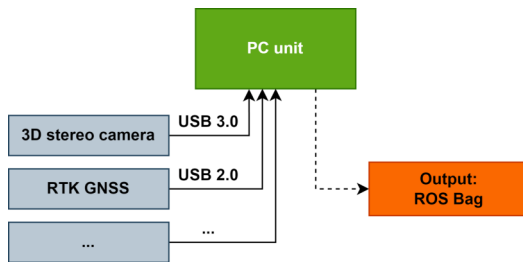 PC unit
USB 3.0
3D stereo camera
USB 2.0
RTK GNSS
Output:
ROS Bag
...
...